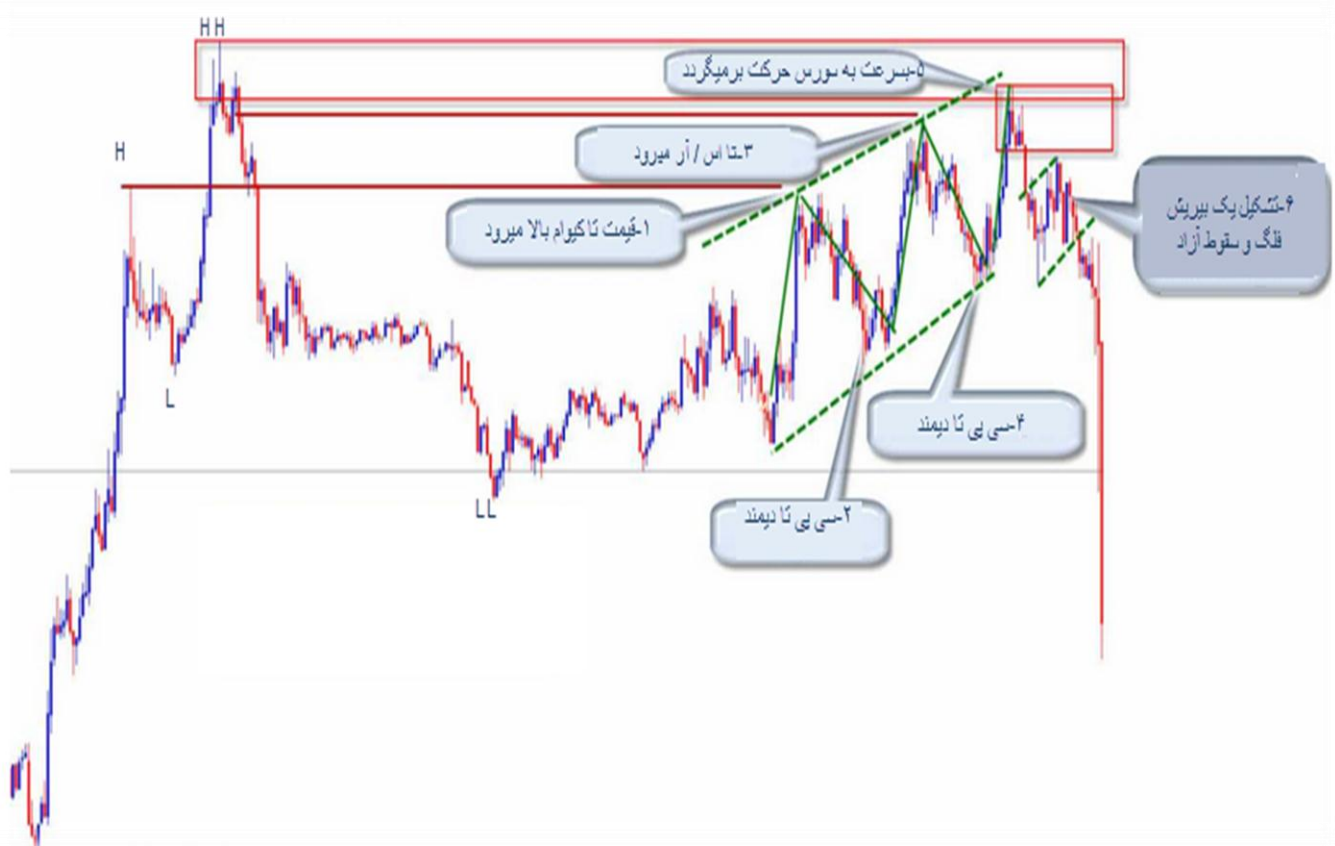 H H
۵-بسرعت به سورس حرکت برمیگردد
H
۳-تا اس / آر میرود
۱-قیمت تا کیوام بالا میرود
۶-تشکیل یک بیریش
فلگ و سقوط آزاد
L
۴-سی پی تا دیمند
LL
۲-سی پی تا دیمند